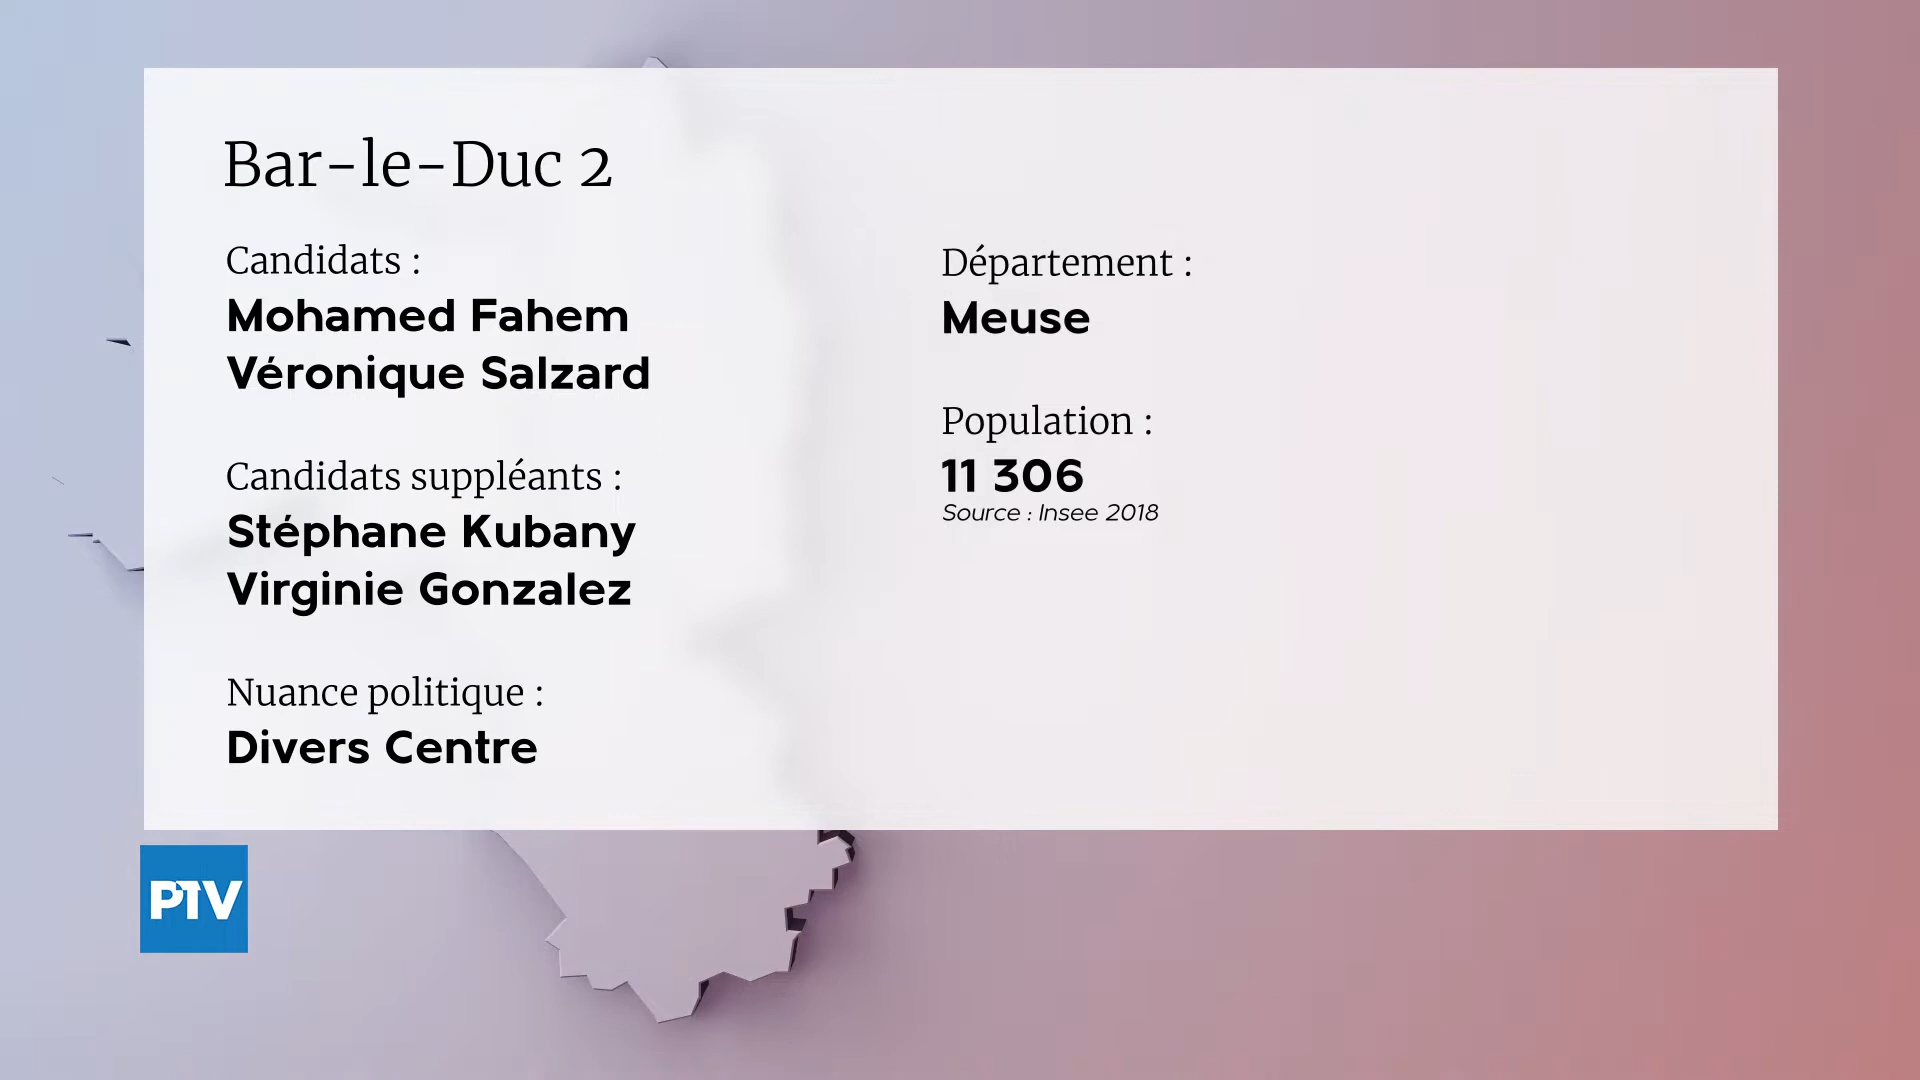 Bar-le-Duc 2
Candidats :
Mohamed Fahem
Véronique Salzard
Candidats suppléants :
Stéphane Kubany
Virginie Gonzalez
Nuance politique :
Divers Centre
Département :
Meuse
Population :
11 306
Source : Insee 2018
PTV